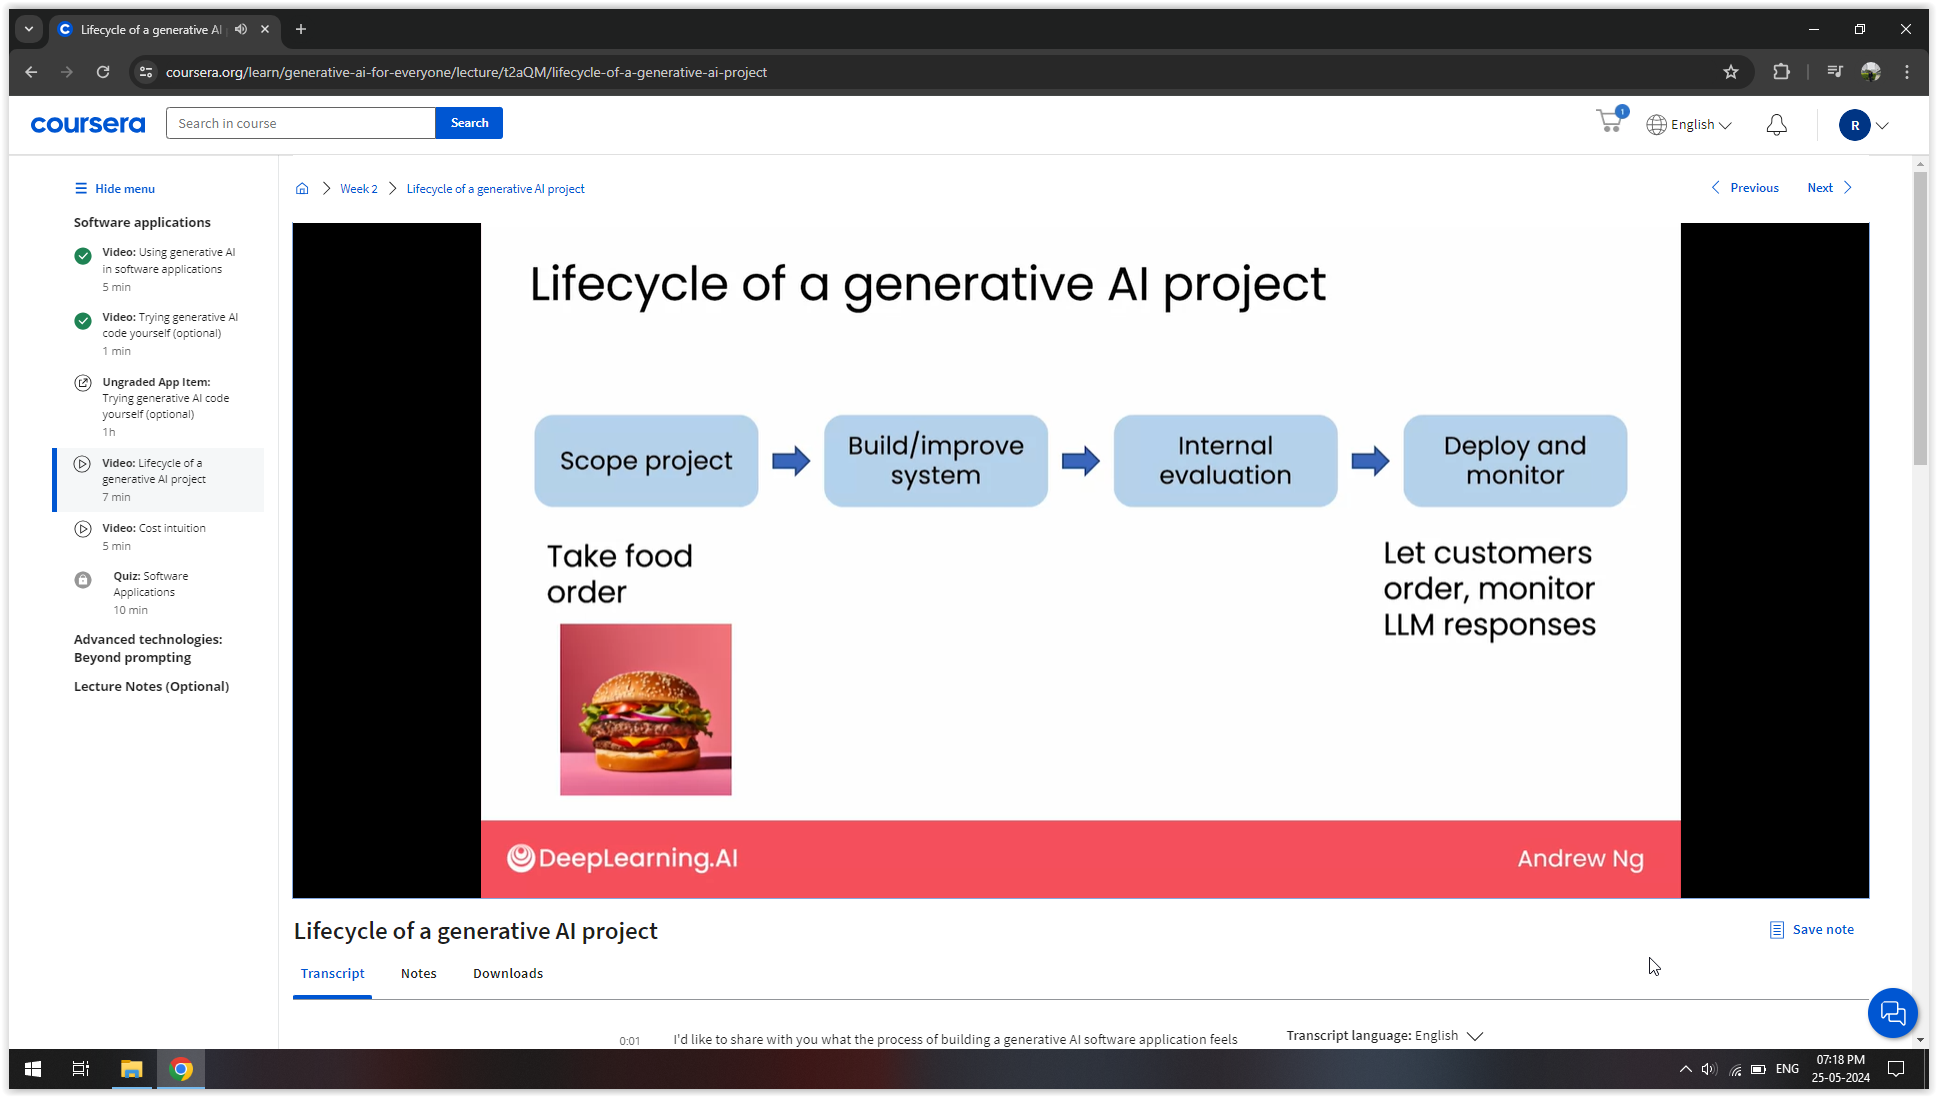 Lifecycle of a generative AI
coursera.org/learn/generative-ai-for-everyone/lecture/t2aQM/lifecycle-of-a-generative-ai-project
coursera
Search in course
Search
1
English
R
Hide menu
Software applications
Video: Using generative AI
in software applications
5 min
Video: Trying generative AI
code yourself (optional)
1 min
Ungraded App Item:
Trying generative AI code
yourself (optional)
1h
Video: Lifecycle of a
generative AI project
7 min
Video: Cost intuition
5 min
Quiz: Software
Applications
10 min
Advanced technologies:
Beyond prompting
Lecture Notes (Optional)
Week 2
Lifecycle of a generative AI project
Previous
Next
Lifecycle of a generative AI project
Scope project
Build/improve
system
Internal
evaluation
Deploy and
monitor
Take food
order
Let customers
order, monitor
LLM responses
DeepLearning.AI
Andrew Ng
Lifecycle of a generative AI project
Save note
Transcript
Notes
Downloads
0:01
I'd like to share with you what the process of building a generative AI software application feels
Transcript language: English
ENG
07:18 PM
25-05-2024